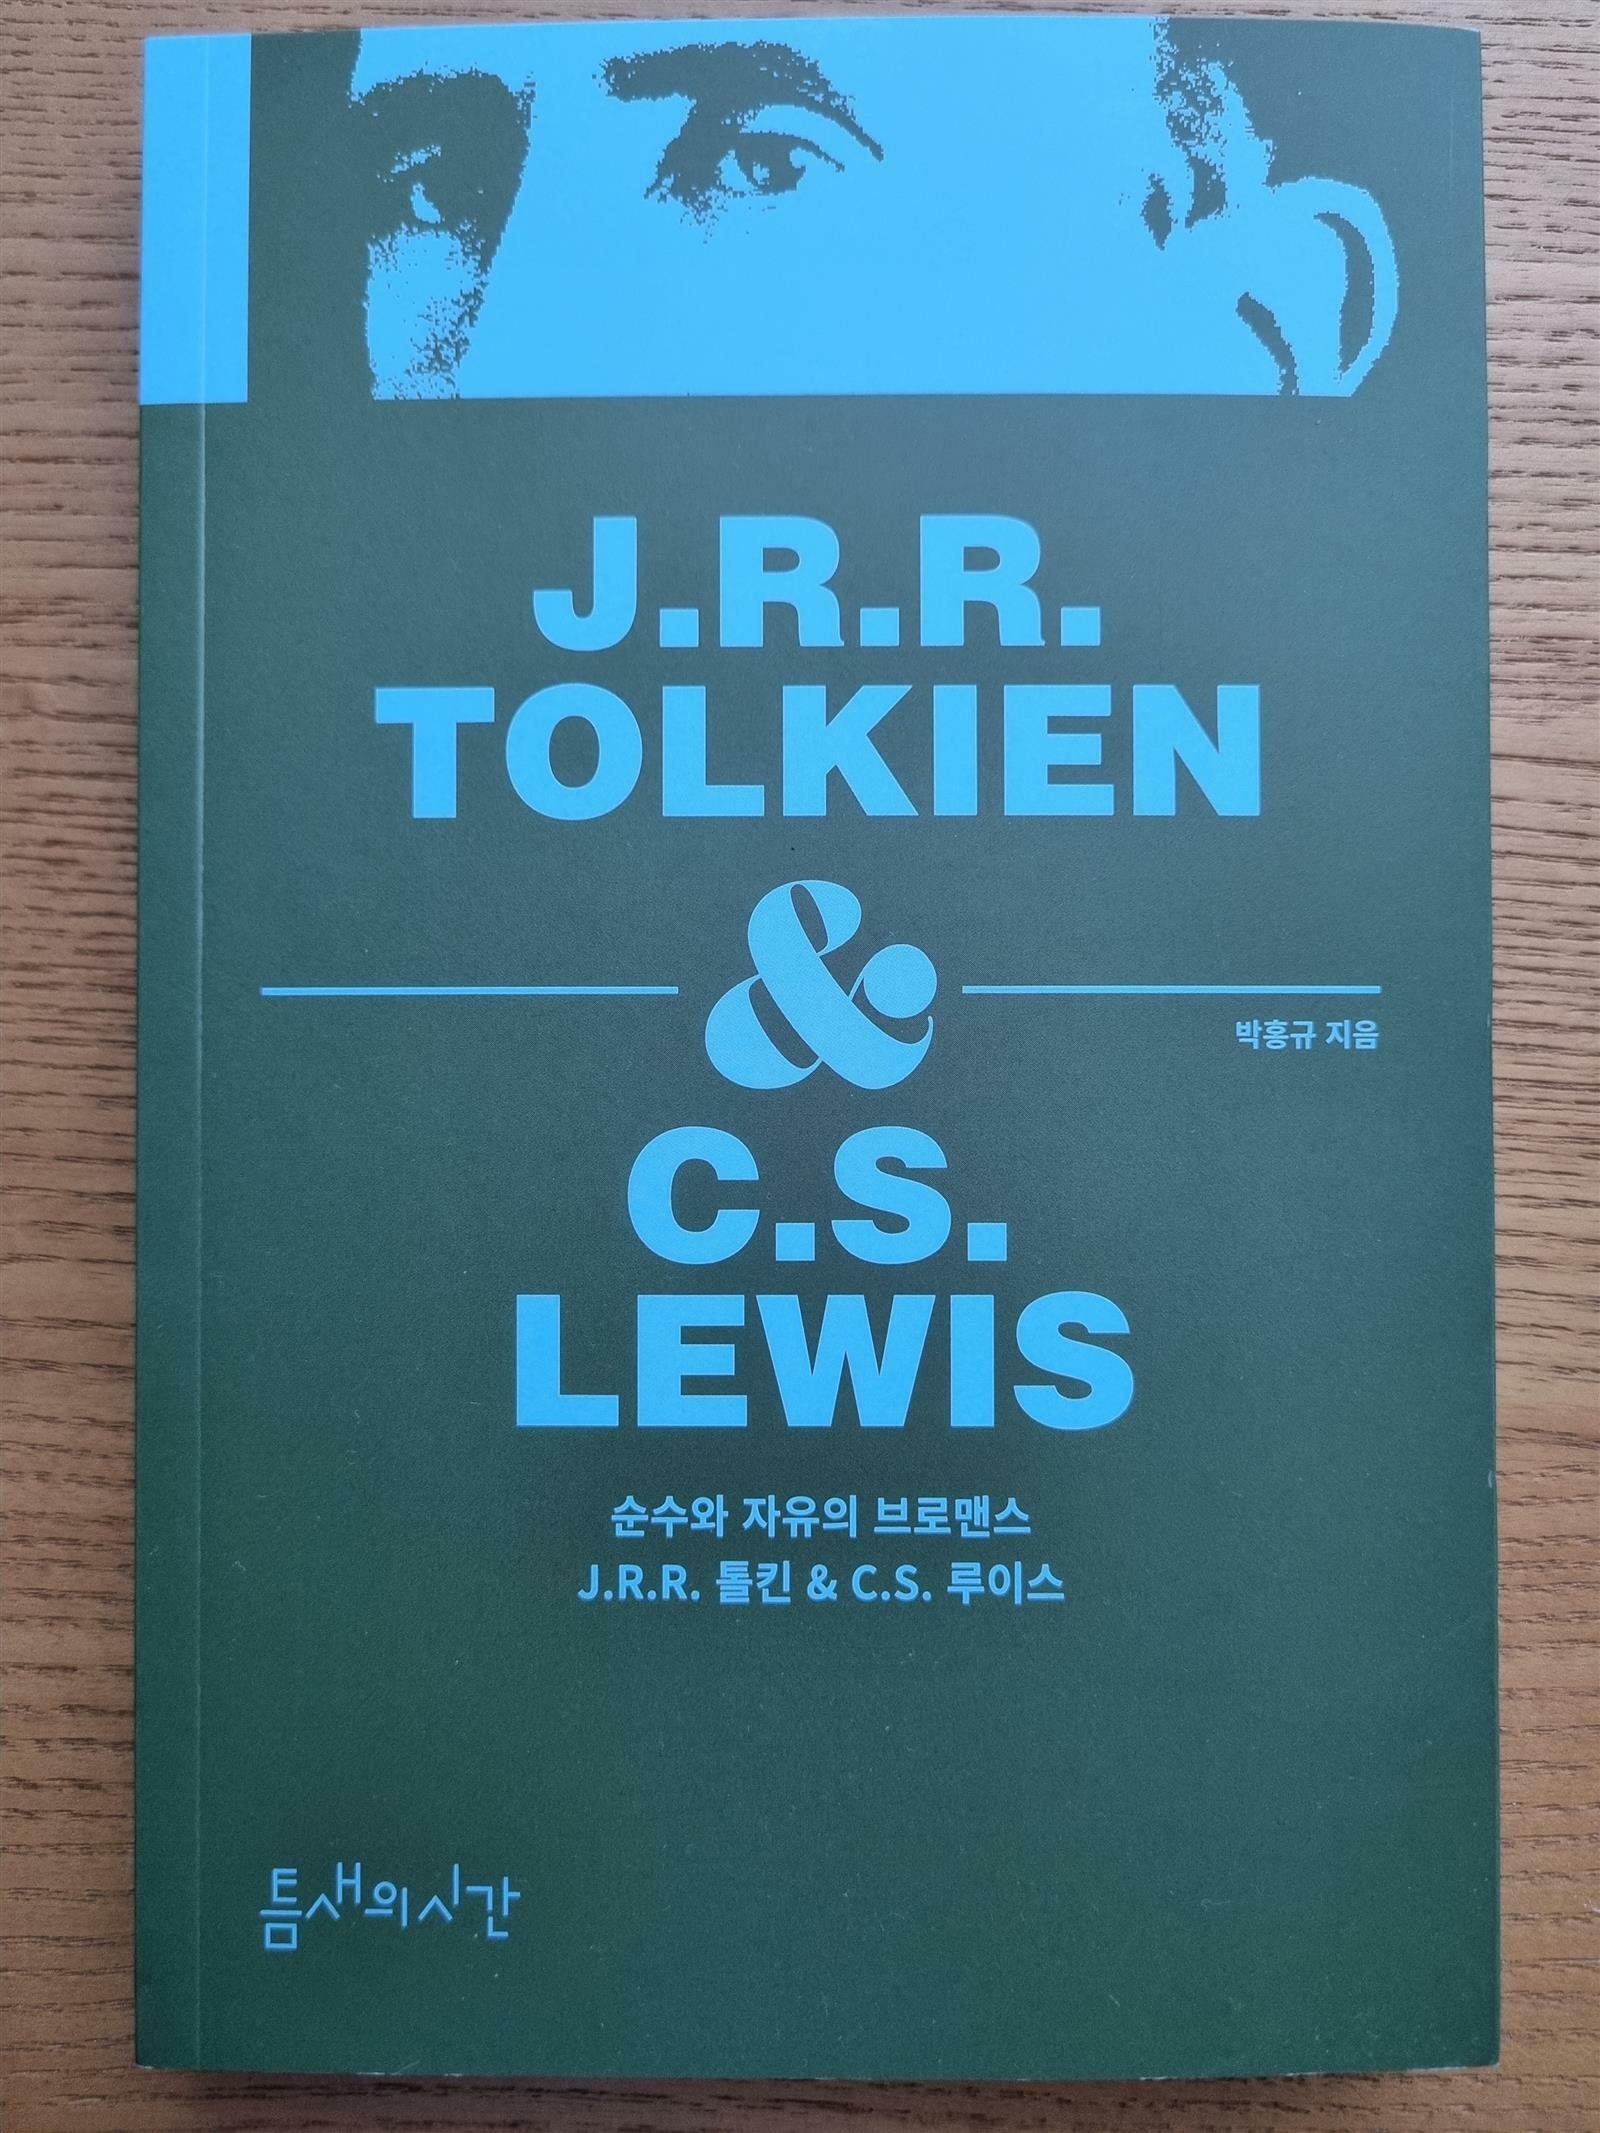 J.R.R.
TOLKIEN
&
박홍규 지음
C.S.
LEWIS
순수와 자유의 브로맨스
J.R.R. 톨킨 & C.S. 루이스
틈새의시간